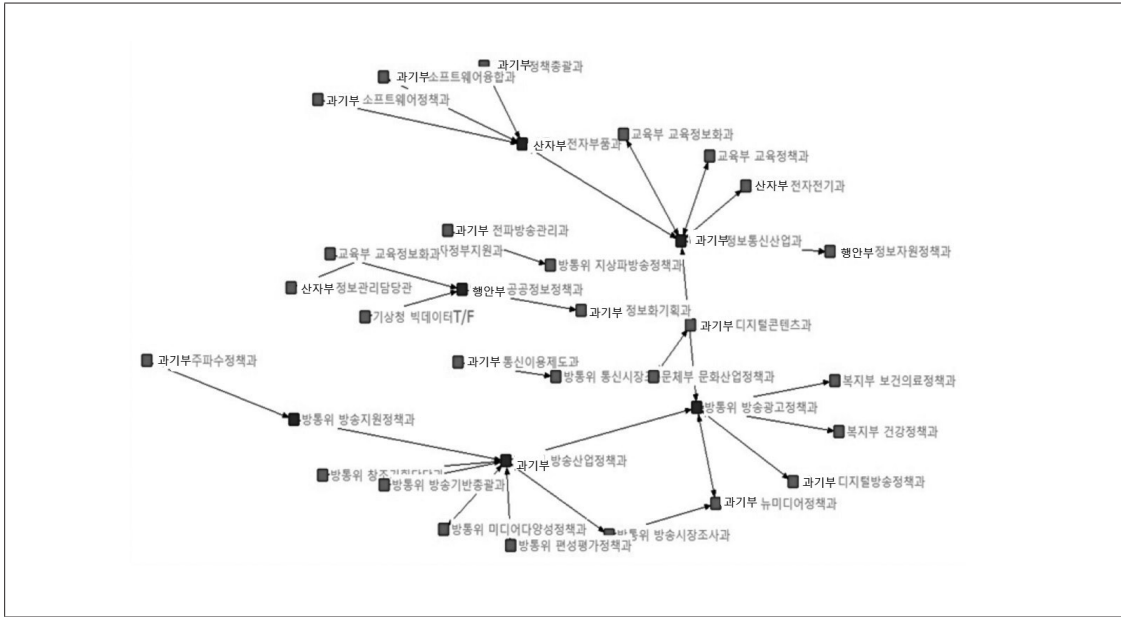 과기부 정책총괄과
과기부 소프트웨어융합과
과기부 소프트웨어정책과
산자부 전자부품과
교육부 교육정보화과
교육부 교육정책과
산자부 전자전기과
과기부 전파방송관리과
과기부 정보통신산업과
교육부 교육정보화과
자정부지원과
행안부 정보자원정책과
방통위 지상파방송정책과
산자부 정보관리담당관
행안부 공공정보정책과
과기부 정보화기획과
기상청 빅데이터T/F
과기부 디지털콘텐츠과
과기부 주파수정책과
과기부 통신이용제도과
방통위 통신시장조
문체부 문화산업정책과
복지부 보건의료정책과
방통위 방송광고정책과
방통위 방송지원정책과
복지부 건강정책과
과기부 방송산업정책과
방통위
방통위 방송기반총괄과
과기부 디지털방송정책과
과기부 뉴미디어정책과
방통위 미디어다양성정책과
방통위 방송시장조사과
방통위 편성평가정책과